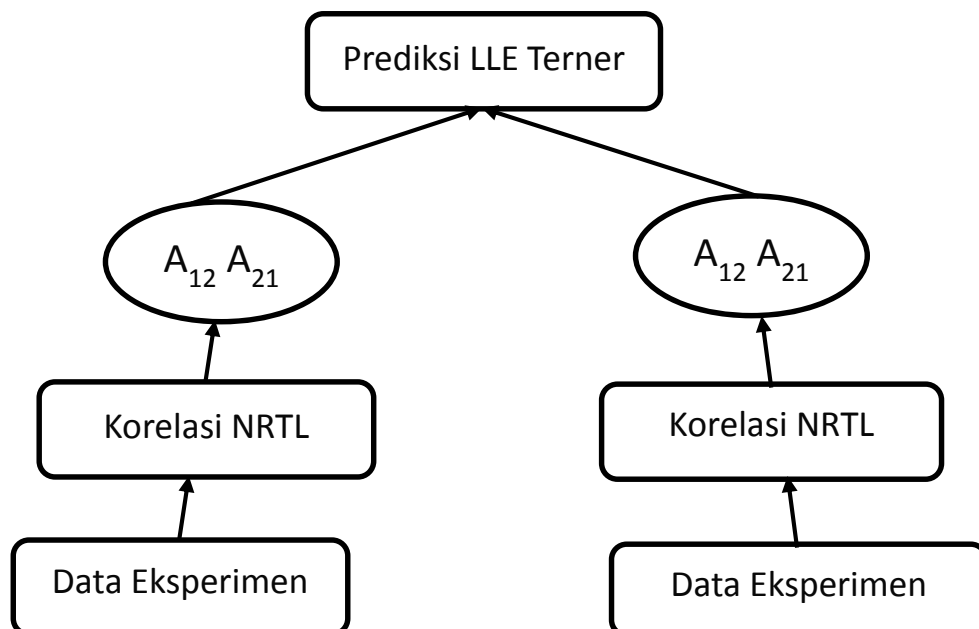 Prediksi LLE Terner
A₁₂ A₂₁
A₁₂ A₂₁
Korelasi NRTL
Korelasi NRTL
Data Eksperimen
Data Eksperimen